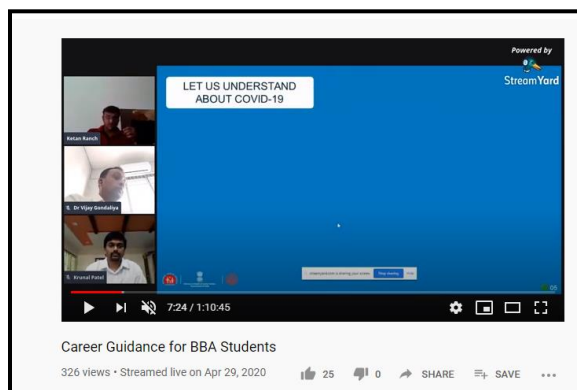 Powered by
StreamYard
LET US UNDERSTAND
ABOUT COVID-19
Ketan Ranch
Dr Vijay Gondaliya
Krunal Patel
Stop sharing
7:24 / 1:10:45
Career Guidance for BBA Students
326 views • Streamed live on Apr 29, 2020
25
0
SHARE
SAVE